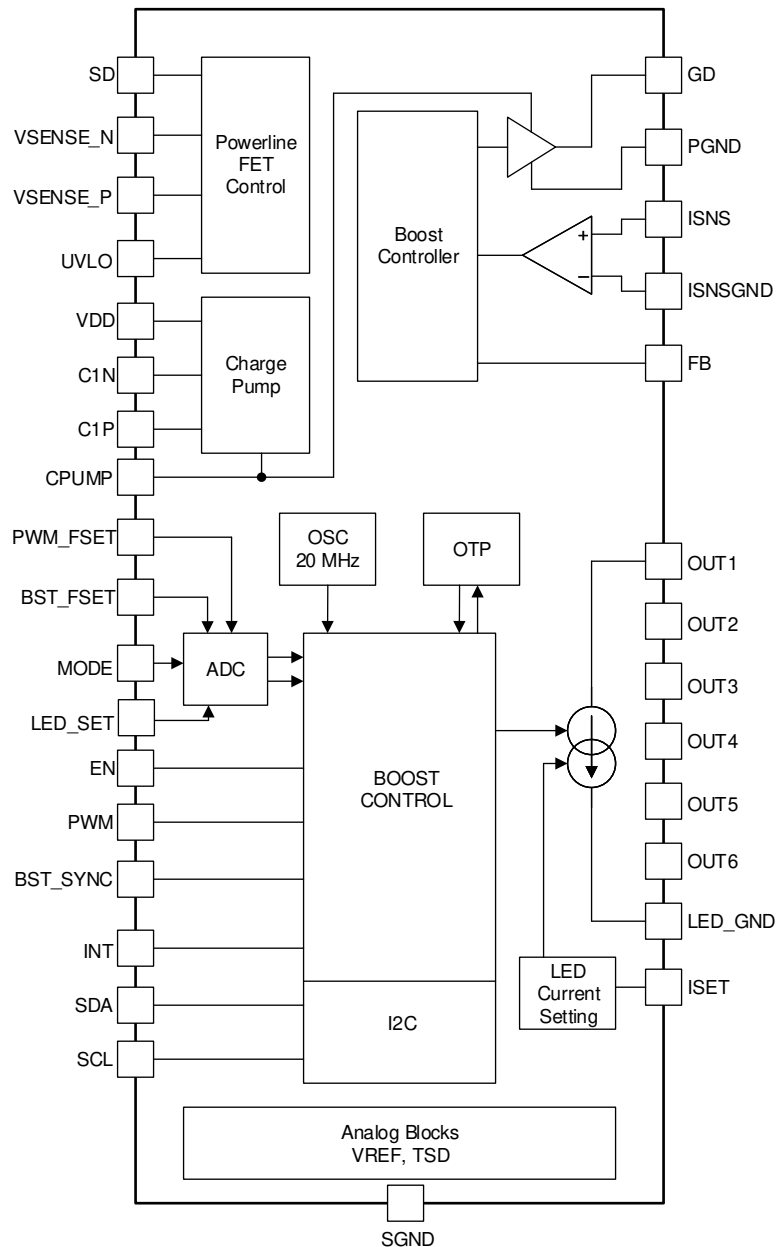 SD
VSENSE_N
VSENSE_P
UVLO
Powerline
FET
Control
VDD
C1N
C1P
CPUMP
Charge
Pump
Boost
Controller
+
−
GD
PGND
ISNS
ISNSGND
FB
PWM_FSET
BST_FSET
MODE
LED_SET
ADC
OSC
20 MHz
OTP
EN
PWM
BST_SYNC
INT
SDA
SCL
BOOST
CONTROL
I2C
OUT1
OUT2
OUT3
OUT4
OUT5
OUT6
LED_GND
ISET
LED
Current
Setting
Analog Blocks
VREF, TSD
SGND